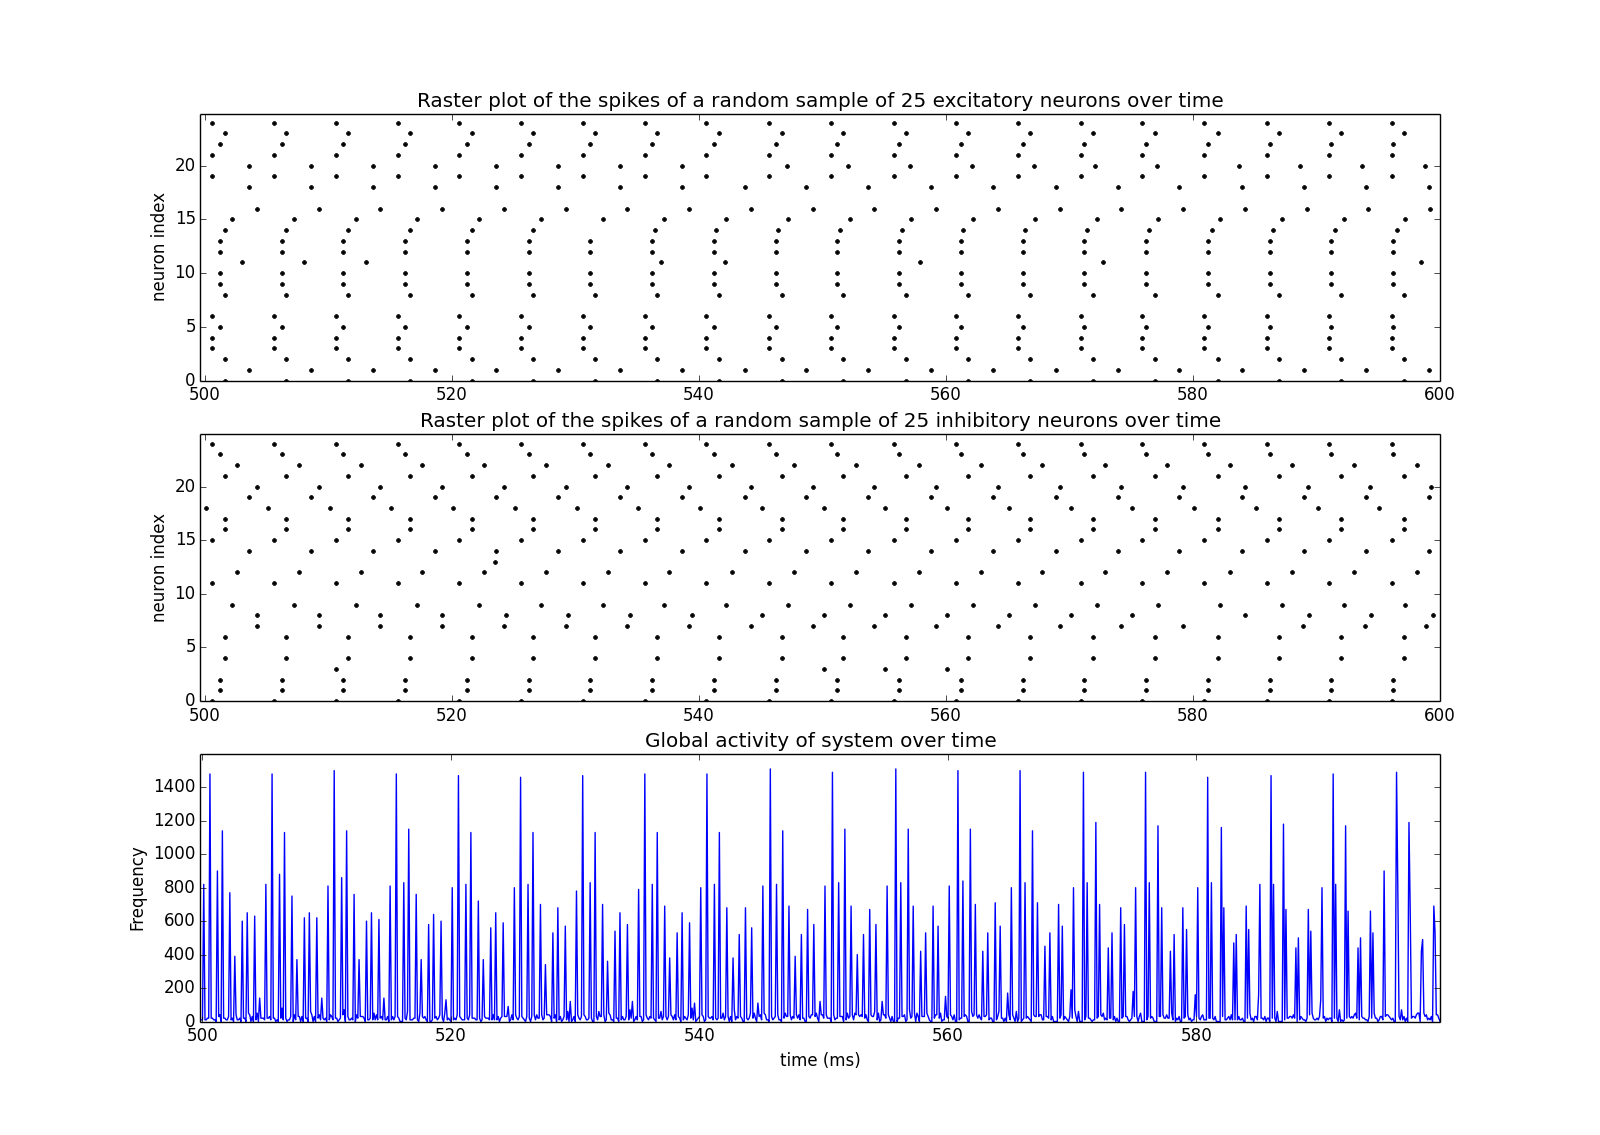 Raster plot of the spikes of a random sample of 25 excitatory neurons over time
neuron index
20
15
10
5
0
500 520 540 560 580 600
Raster plot of the spikes of a random sample of 25 inhibitory neurons over time
neuron index
20
15
10
5
0
500 520 540 560 580 600
Global activity of system over time
Frequency
1400
1200
1000
800
600
400
200
0
500 520 540 560 580
time (ms)